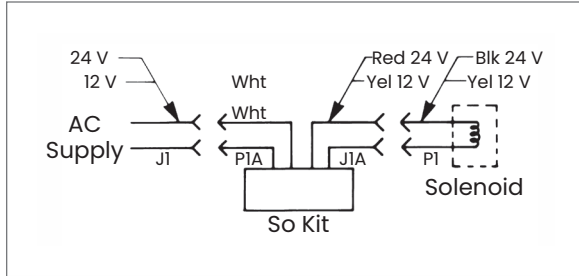 24 V
12 V
Wht
Wht
Red 24 V
Yel 12 V
Blk 24 V
Yel 12 V
AC
Supply
J1
P1A
J1A
P1
Solenoid
So Kit